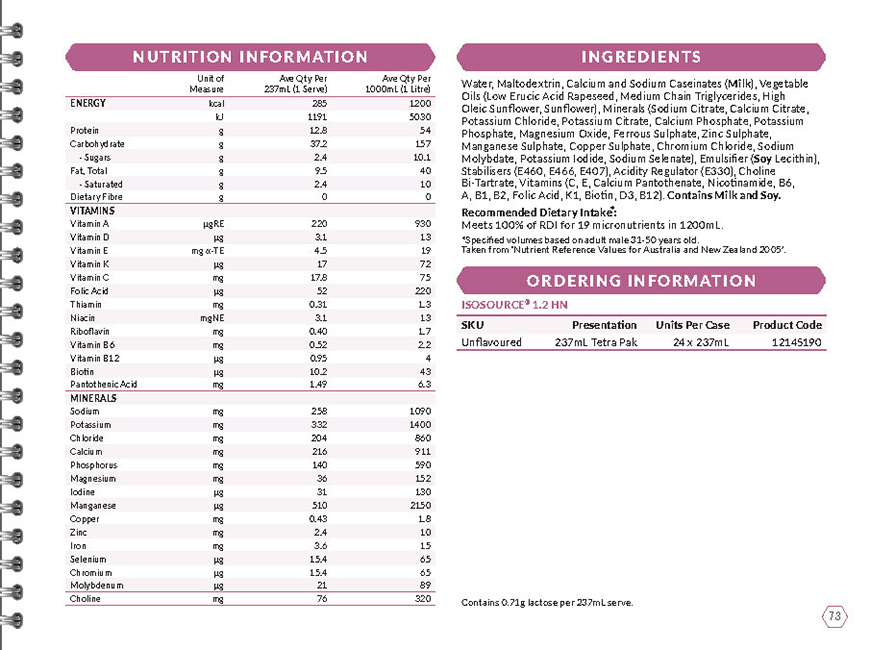 NUTRITION INFORMATION
Unit of Measure Ave Qty Per 237mL (1 Serve) Ave Qty Per 1000mL (1 Litre)
ENERGY kcal 285 1200
kJ 1191 5030
Protein g 12.8 54
Carbohydrate g 37.2 157
- Sugars g 2.4 10.1
Fat, Total g 9.5 40
- Saturated g 2.4 10
Dietary Fibre g 0 0
VITAMINS
Vitamin A µgRE 220 930
Vitamin D µg 3.1 13
Vitamin E mg α-TE 4.5 19
Vitamin K µg 17 72
Vitamin C mg 17.8 75
Folic Acid µg 52 220
Thiamin mg 0.31 1.3
Niacin mgNE 3.1 13
Riboflavin mg 0.40 1.7
Vitamin B6 mg 0.52 2.2
Vitamin B12 µg 0.95 4
Biotin µg 10.2 43
Pantothenic Acid mg 1.49 6.3
MINERALS
Sodium mg 258 1090
Potassium mg 332 1400
Chloride mg 204 860
Calcium mg 216 911
Phosphorus mg 140 590
Magnesium mg 36 152
Iodine µg 31 130
Manganese µg 510 2150
Copper mg 0.43 1.8
Zinc mg 2.4 10
Iron mg 3.6 15
Selenium µg 15.4 65
Chromium µg 15.4 65
Molybdenum µg 21 89
Choline mg 76 320
INGREDIENTS
Water, Maltodextrin, Calcium and Sodium Caseinates (Milk), Vegetable
Oils (Low Erucic Acid Rapeseed, Medium Chain Triglycerides, High
Oleic Sunflower, Sunflower), Minerals (Sodium Citrate, Calcium Citrate,
Potassium Chloride, Potassium Citrate, Calcium Phosphate, Potassium
Phosphate, Magnesium Oxide, Ferrous Sulphate, Zinc Sulphate,
Manganese Sulphate, Copper Sulphate, Chromium Chloride, Sodium
Molybdate, Potassium Iodide, Sodium Selenate), Emulsifier (Soy Lecithin),
Stabilisers (E460, E466, E407), Acidity Regulator (E330), Choline
Bi-Tartrate, Vitamins (C, E, Calcium Pantothenate, Nicotinamide, B6,
A, B1, B2, Folic Acid, K1, Biotin, D3, B12). Contains Milk and Soy.
Recommended Dietary Intake*:
Meets 100% of RDI for 19 micronutrients in 1200mL.
*Specified volumes based on adult male 31-50 years old.
Taken from 'Nutrient Reference Values for Australia and New Zealand 2005'.
ORDERING INFORMATION
ISOSOURCE® 1.2 HN
SKU Presentation Units Per Case Product Code
Unflavoured 237mL Tetra Pak 24 x 237mL 12145190
Contains 0.71g lactose per 237mL serve.
73